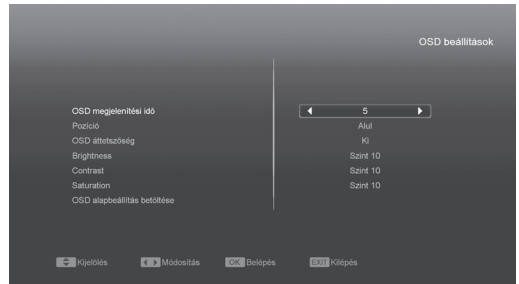 OSD beállítások
OSD megjelenítési idő 5
Pozíció Alul
OSD áttetszőség Ki
Brightness Szint 10
Contrast Szint 10
Saturation Szint 10
OSD alapbeállítás betöltése
Kijelölés Módosítás OK Belépés EXIT Kilépés